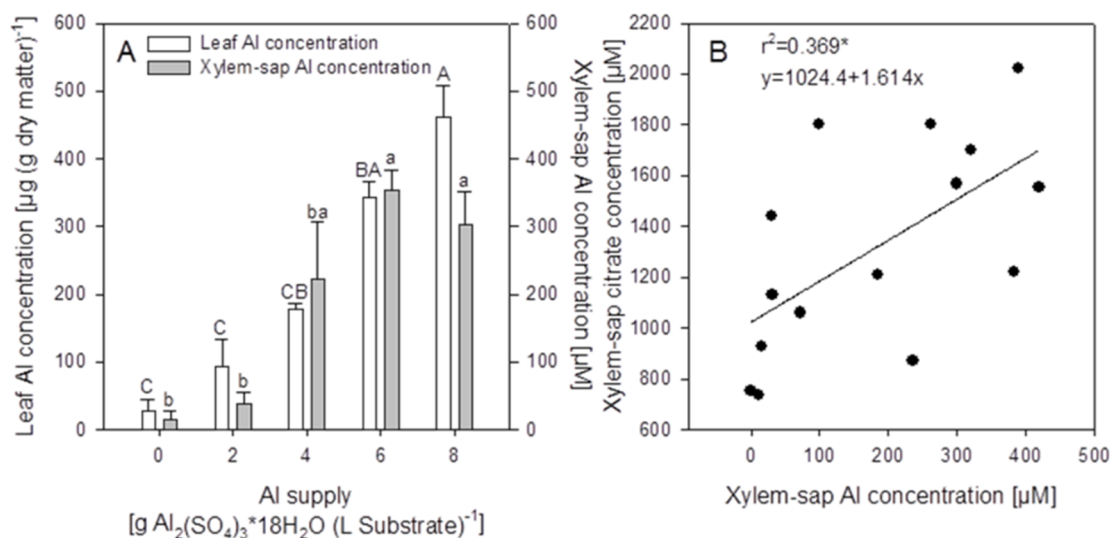 A
Leaf Al concentration
Xylem-sap Al concentration
Leaf Al concentration [µg (g dry matter)⁻¹]
600
500
400
300
200
100
0
C
b
C
b
CB
ba
BA
a
A
a
0
2
4
6
8
Al supply
[g Al₂(SO₄)₃*18H₂O (L Substrate)⁻¹]
600
500
400
300
200
100
0
Xylem-sap Al concentration [µM]
B
r²=0.369*
y=1024.4+1.614x
Xylem-sap citrate concentration [µM]
2200
2000
1800
1600
1400
1200
1000
800
600
0
100
200
300
400
500
Xylem-sap Al concentration [µM]